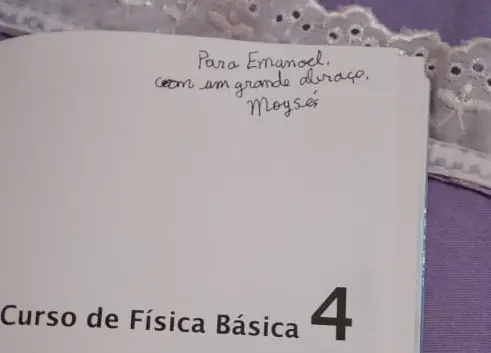 Para Emanoel,
com um grande abraço,
Moysés
Curso de Física Básica 4